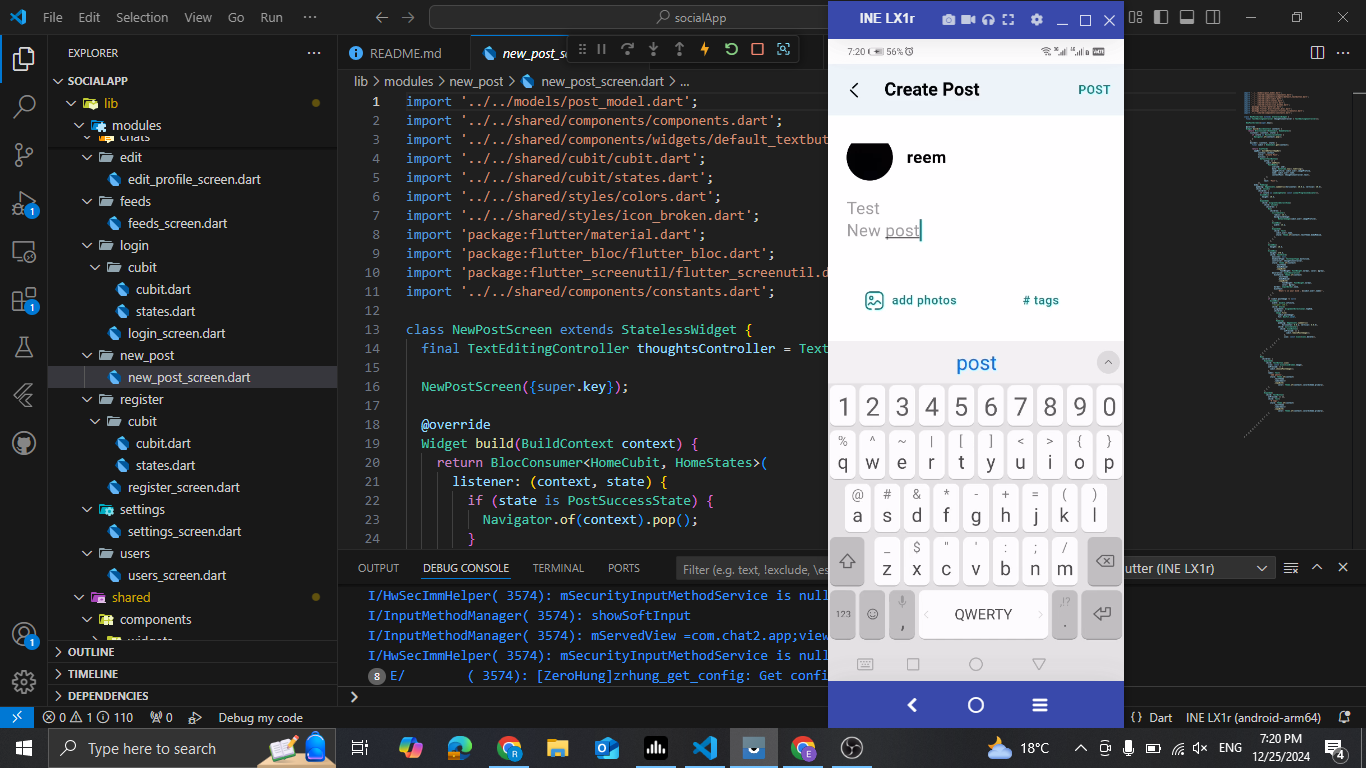 File Edit Selection View Go Run ···
socialApp
EXPLORER
SOCIALAPP
lib
modules
chats
edit
edit_profile_screen.dart
feeds
feeds_screen.dart
login
cubit
cubit.dart
states.dart
login_screen.dart
new_post
new_post_screen.dart
register
cubit
cubit.dart
states.dart
register_screen.dart
settings
settings_screen.dart
users
users_screen.dart
shared
components
widgets
OUTLINE
TIMELINE
DEPENDENCIES
README.md
new_post_s
lib > modules > new_post > new_post_screen.dart > ...
1 import '../../models/post_model.dart';
2 import '../../shared/components/components.dart';
3 import '../../shared/components/widgets/default_textbut
4 import '../../shared/cubit/cubit.dart';
5 import '../../shared/cubit/states.dart';
6 import '../../shared/styles/colors.dart';
7 import '../../shared/styles/icon_broken.dart';
8 import 'package:flutter/material.dart';
9 import 'package:flutter_bloc/flutter_bloc.dart';
10 import 'package:flutter_screenutil/flutter_screenutil.d
11 import '../../shared/components/constants.dart';
12
13 class NewPostScreen extends StatelessWidget {
14 final TextEditingController thoughtsController = Text
15
16 NewPostScreen({super.key});
17
18 @override
19 Widget build(BuildContext context) {
20 return BlocConsumer<HomeCubit, HomeStates>(
21 listener: (context, state) {
22 if (state is PostSuccessState) {
23 Navigator.of(context).pop();
24 }
OUTPUT DEBUG CONSOLE TERMINAL PORTS
Filter (e.g. text, !exclude, \es
utter (INE LX1r)
I/HwSecImmHelper( 3574): mSecurityInputMethodService is null
I/InputMethodManager( 3574): showSoftInput
I/InputMethodManager( 3574): mServedView =com.chat2.app;view
I/HwSecImmHelper( 3574): mSecurityInputMethodService is null
8 E/ ( 3574): [ZeroHung]zrhung_get_config: Get confi
INE LX1r
7:20 56%
Create Post POST
reem
Test
New post
add photos # tags
post
1 2 3 4 5 6 7 8 9 0
% ^ ~ | [ ] < > { }
q w e r t y u i o p
@ # & * - + = ( )
a s d f g h j k l
_ $ " ' : ; /
z x c v b n m
123 , QWERTY ,!? .
0 1 110 0 Debug my code
{ } Dart INE LX1r (android-arm64)
1
1
1
Type here to search
18°C
ENG
7:20 PM
12/25/2024
4